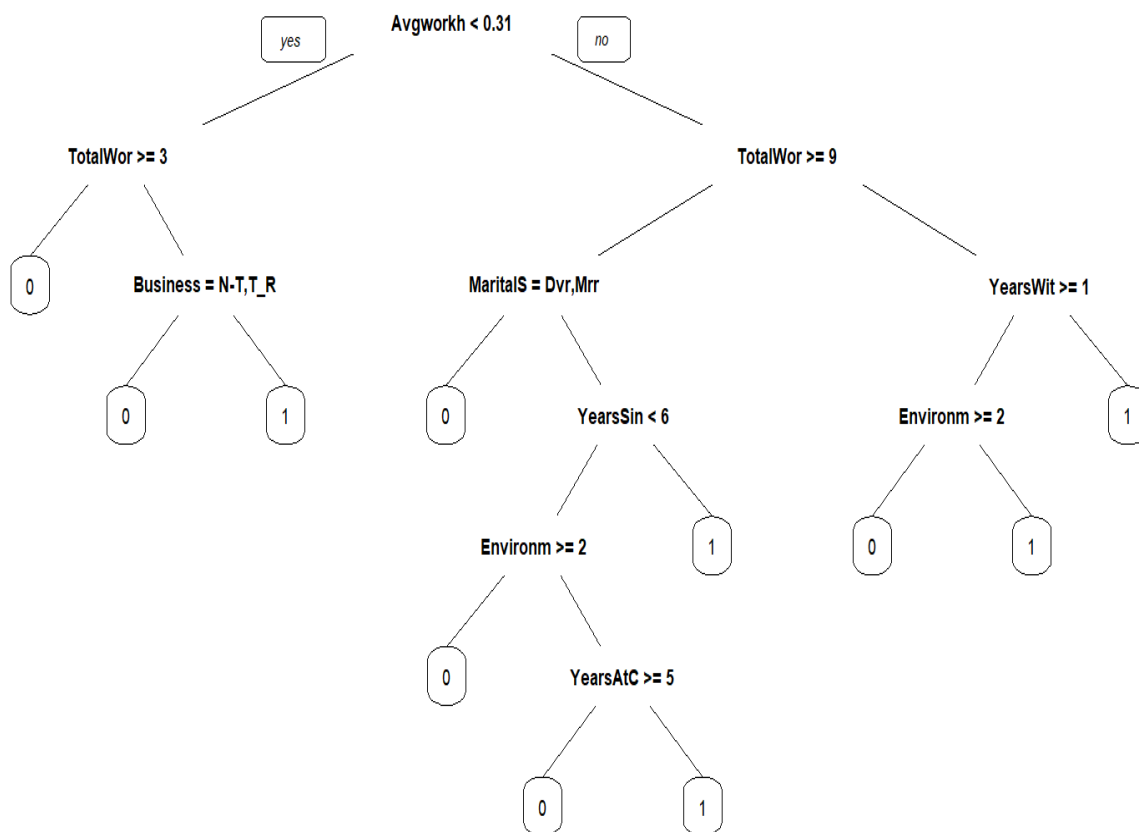 Avgworkh < 0.31
yes
no
TotalWor >= 3
TotalWor >= 9
0
Business = N-T,T_R
MaritalS = Dvr,Mrr
YearsWit >= 1
0
1
0
YearsSin < 6
Environm >= 2
1
Environm >= 2
1
0
1
0
YearsAtC >= 5
0
1